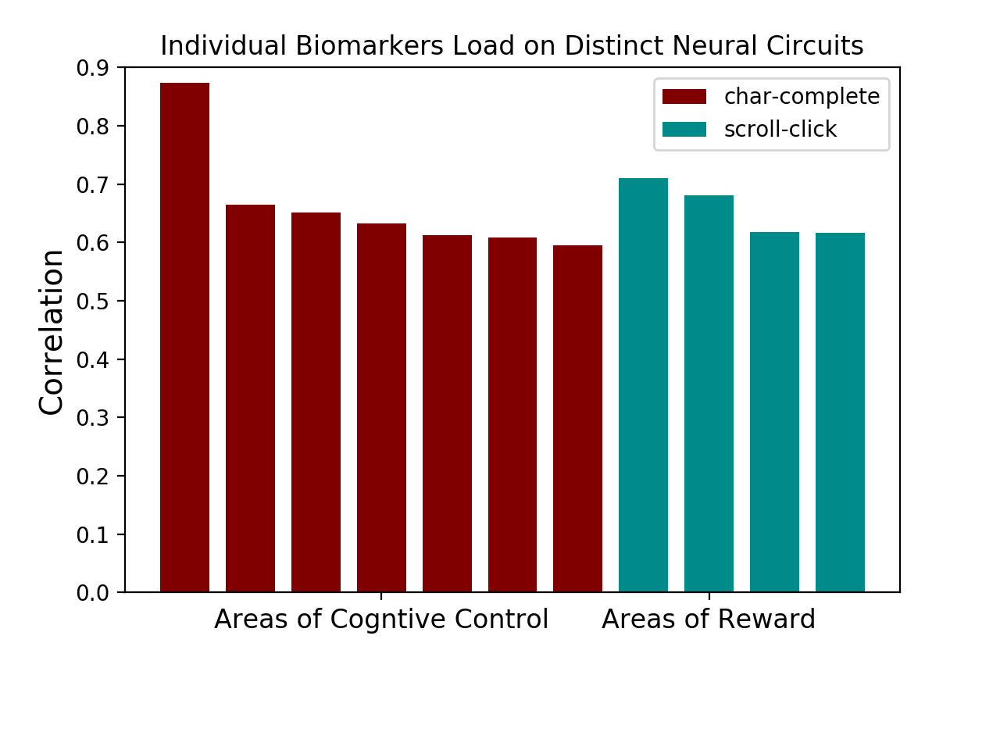 Individual Biomarkers Load on Distinct Neural Circuits
0.9
0.8
0.7
0.6
0.5
0.4
0.3
0.2
0.1
0.0
Correlation
char-complete
scroll-click
Areas of Cogntive Control
Areas of Reward